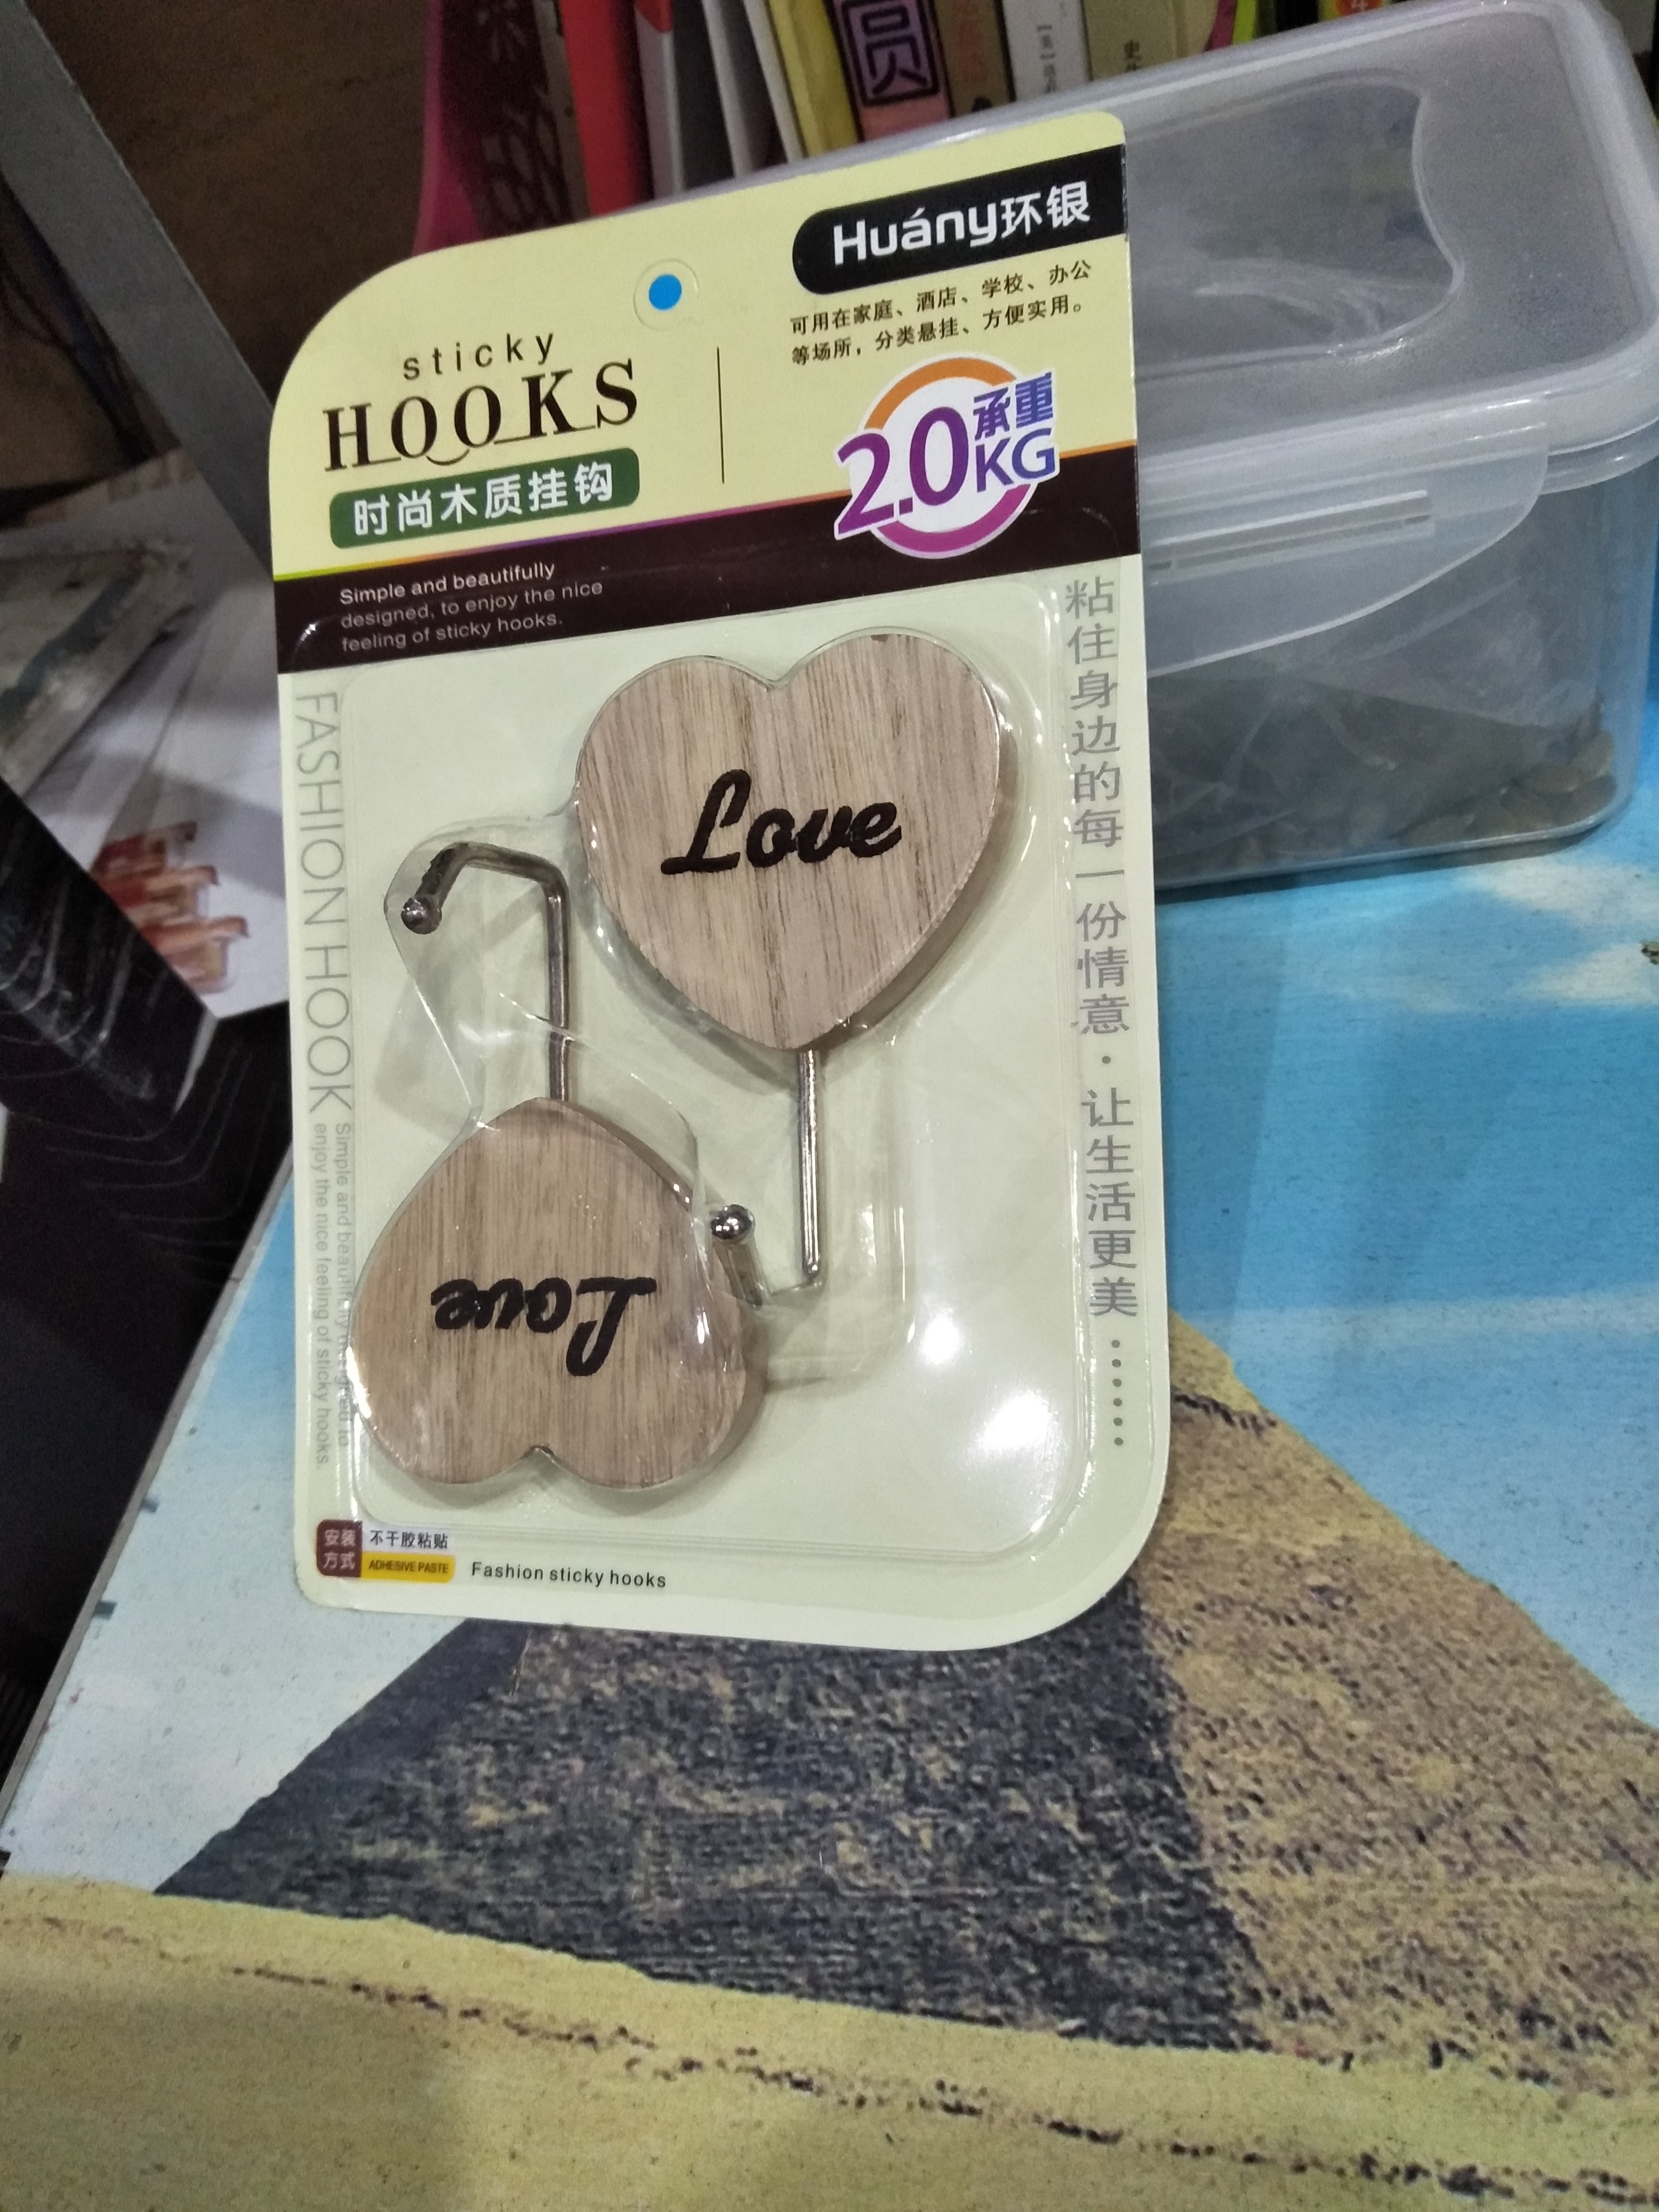 圆
Huány环银
可用在家庭、酒店、学校、办公
等场所，分类悬挂、方便实用。
sticky
HOOKS
时尚木质挂钩
承重
2.0KG
Simple and beautifully
designed, to enjoy the nice
feeling of sticky hooks.
FASHION HOOK
Simple and beautifully designed to
enjoy the nice feeling of sticky hooks.
Love
Love
粘住身边的每一份情意·让生活更美······
安装
方式
不干胶粘贴
ADHESIVE PASTE
Fashion sticky hooks